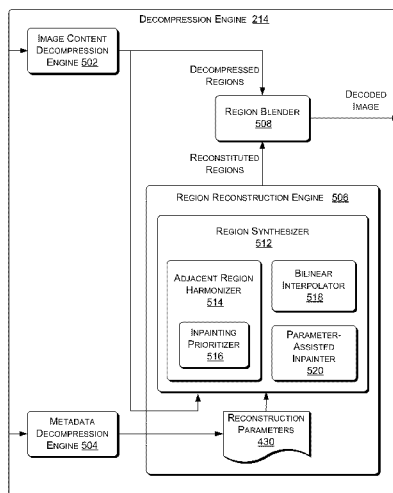 DECOMPRESSION ENGINE 214
IMAGE CONTENT
DECOMPRESSION
ENGINE 502
DECOMPRESSED
REGIONS
REGION BLENDER
508
DECODED
IMAGE
RECONSTITUTED
REGIONS
REGION RECONSTRUCTION ENGINE 506
REGION SYNTHESIZER
512
ADJACENT REGION
HARMONIZER
514
INPAINTING
PRIORITIZER
516
BILINEAR
INTERPOLATOR
518
PARAMETER-
ASSISTED
INPAINTER
520
METADATA
DECOMPRESSION
ENGINE 504
RECONSTRUCTION
PARAMETERS
430